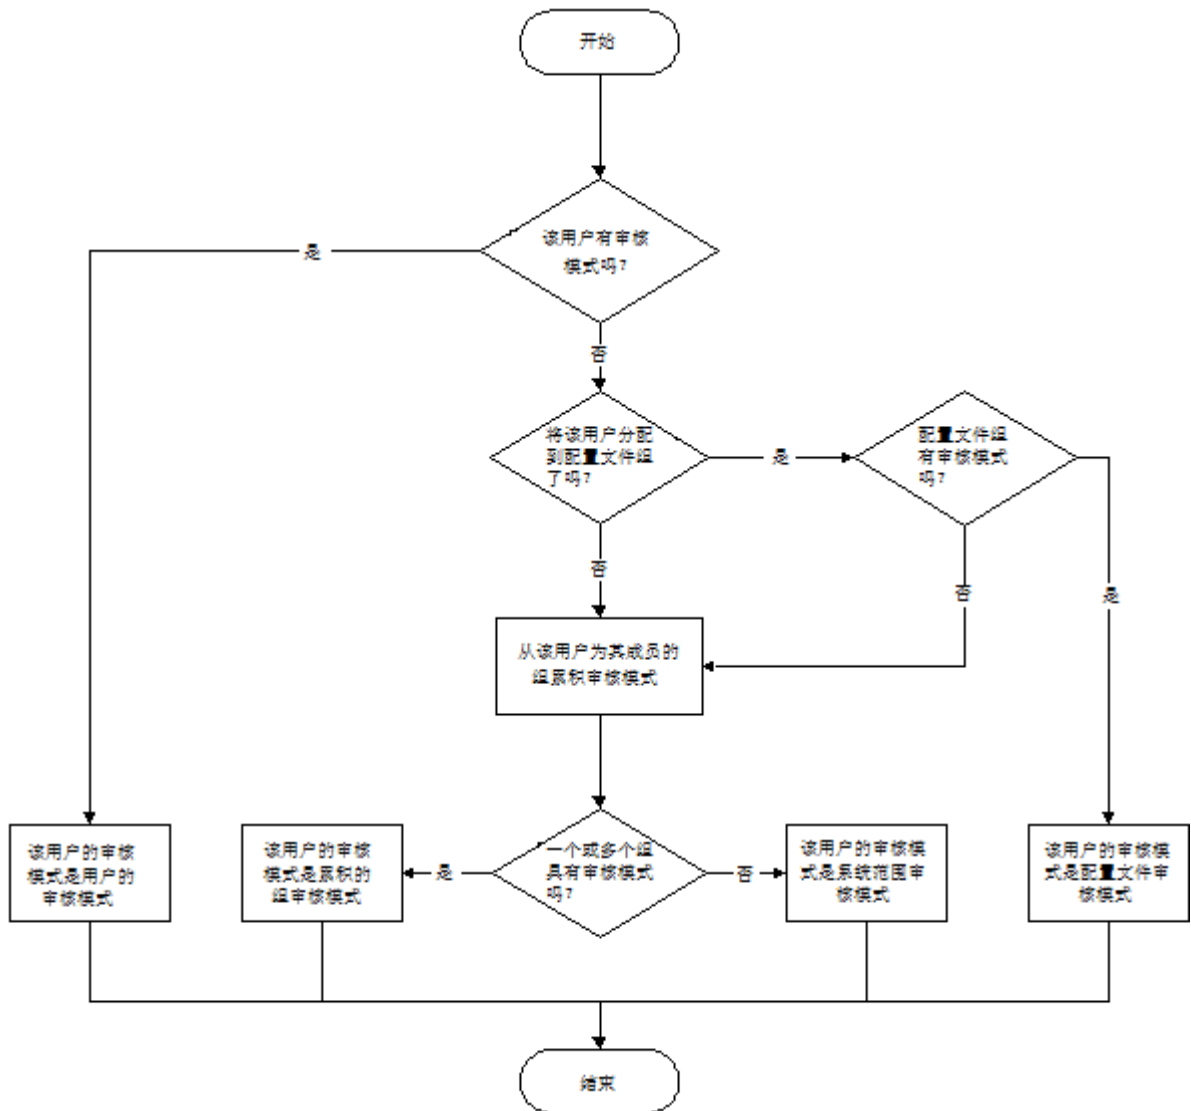 开始
该用户有审核
模式吗?
是
否
将该用户分配
到配置文件组
了吗?
是
配置文件组
有审核模式
吗?
否
否
是
从该用户为其成员的
组累积审核模式
该用户的审核
模式是用户的
审核模式
该用户的审核
模式是累积的
组审核模式
是
一个或多个组
具有审核模式
吗?
否
该用户的审核模
式是系统范围审
核模式
该用户的审核模
式是配置文件审
核模式
结束